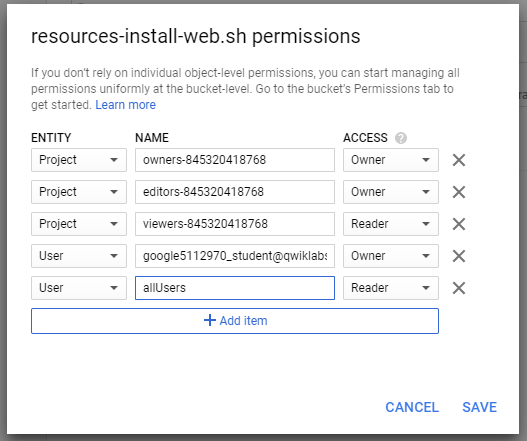 resources-install-web.sh permissions
If you don't rely on individual object-level permissions, you can start managing all
permissions uniformly at the bucket-level. Go to the bucket's Permissions tab to
get started. Learn more
ENTITY NAME ACCESS
Project owners-845320418768 Owner
Project editors-845320418768 Owner
Project viewers-845320418768 Reader
User google5112970_student@qwiklabs Owner
User allUsers Reader
+ Add item
CANCEL SAVE